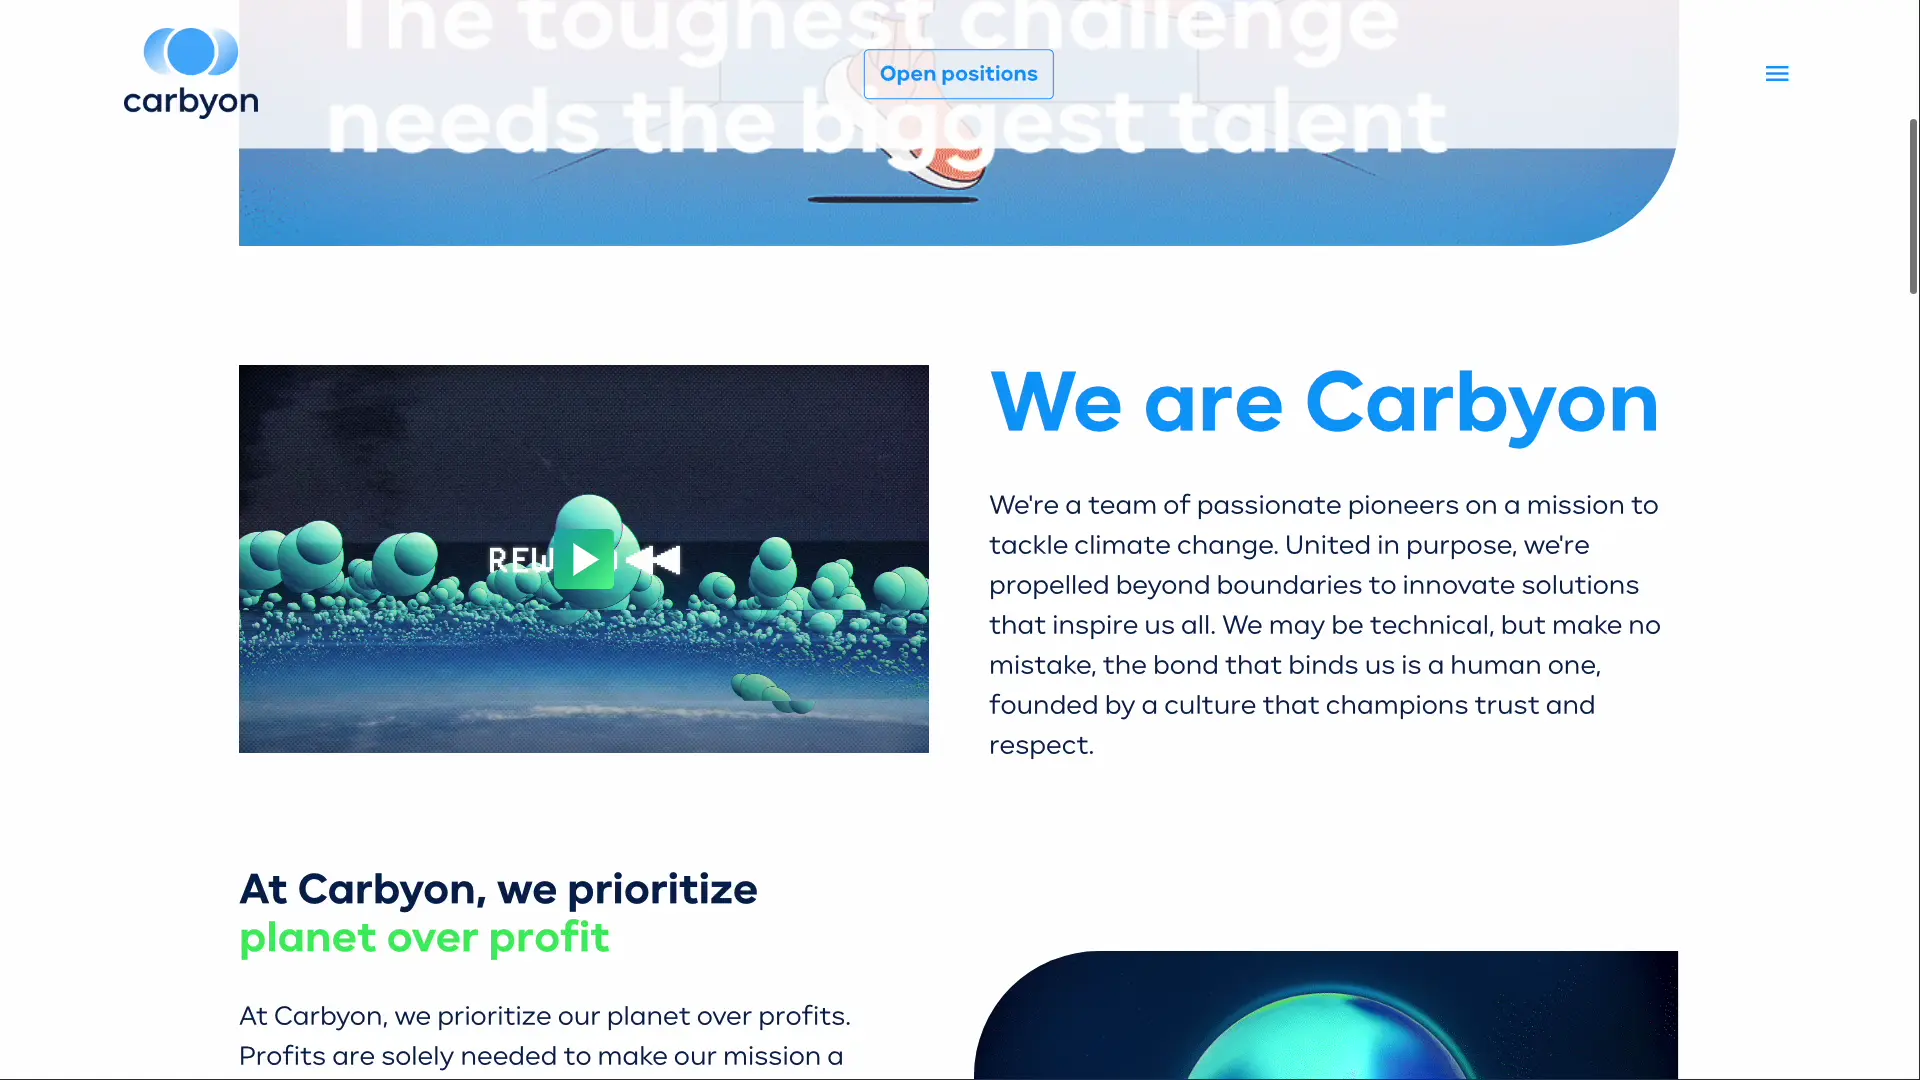 The toughest challenge
needs the biggest talent
carbyon
Open positions
We are Carbyon
We're a team of passionate pioneers on a mission to
tackle climate change. United in purpose, we're
propelled beyond boundaries to innovate solutions
that inspire us all. We may be technical, but make no
mistake, the bond that binds us is a human one,
founded by a culture that champions trust and
respect.
At Carbyon, we prioritize
planet over profit
At Carbyon, we prioritize our planet over profits.
Profits are solely needed to make our mission a